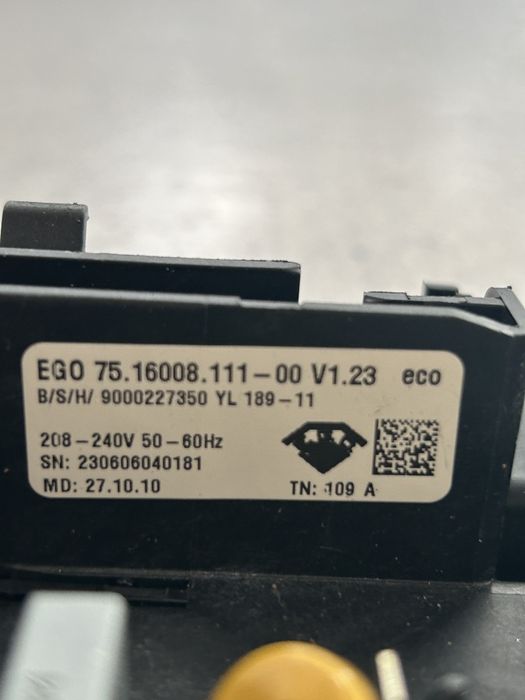 EGO 75.16008.111-00 V1.23 eco
B/S/H/ 9000227350 YL 189-11
208-240V 50-60Hz
SN: 230606040181
MD: 27.10.10
TN: 109 A